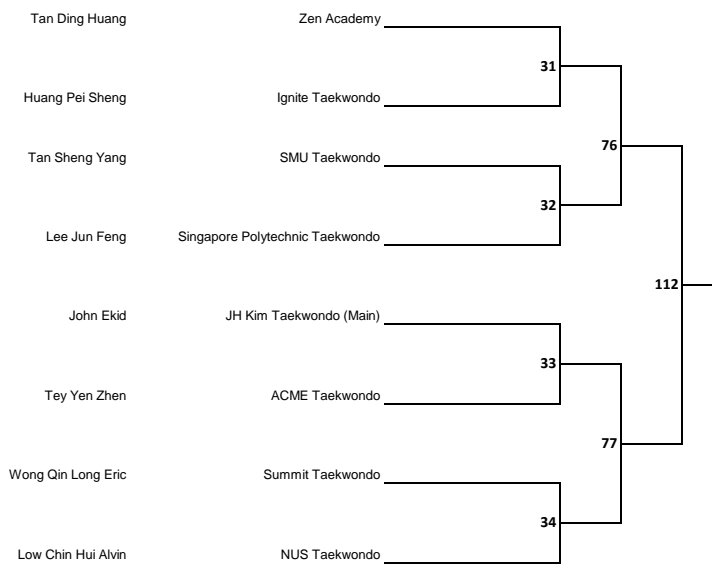 Tan Ding Huang Zen Academy
31
Huang Pei Sheng Ignite Taekwondo
76
Tan Sheng Yang SMU Taekwondo
32
Lee Jun Feng Singapore Polytechnic Taekwondo
112
John Ekid JH Kim Taekwondo (Main)
33
Tey Yen Zhen ACME Taekwondo
77
Wong Qin Long Eric Summit Taekwondo
34
Low Chin Hui Alvin NUS Taekwondo